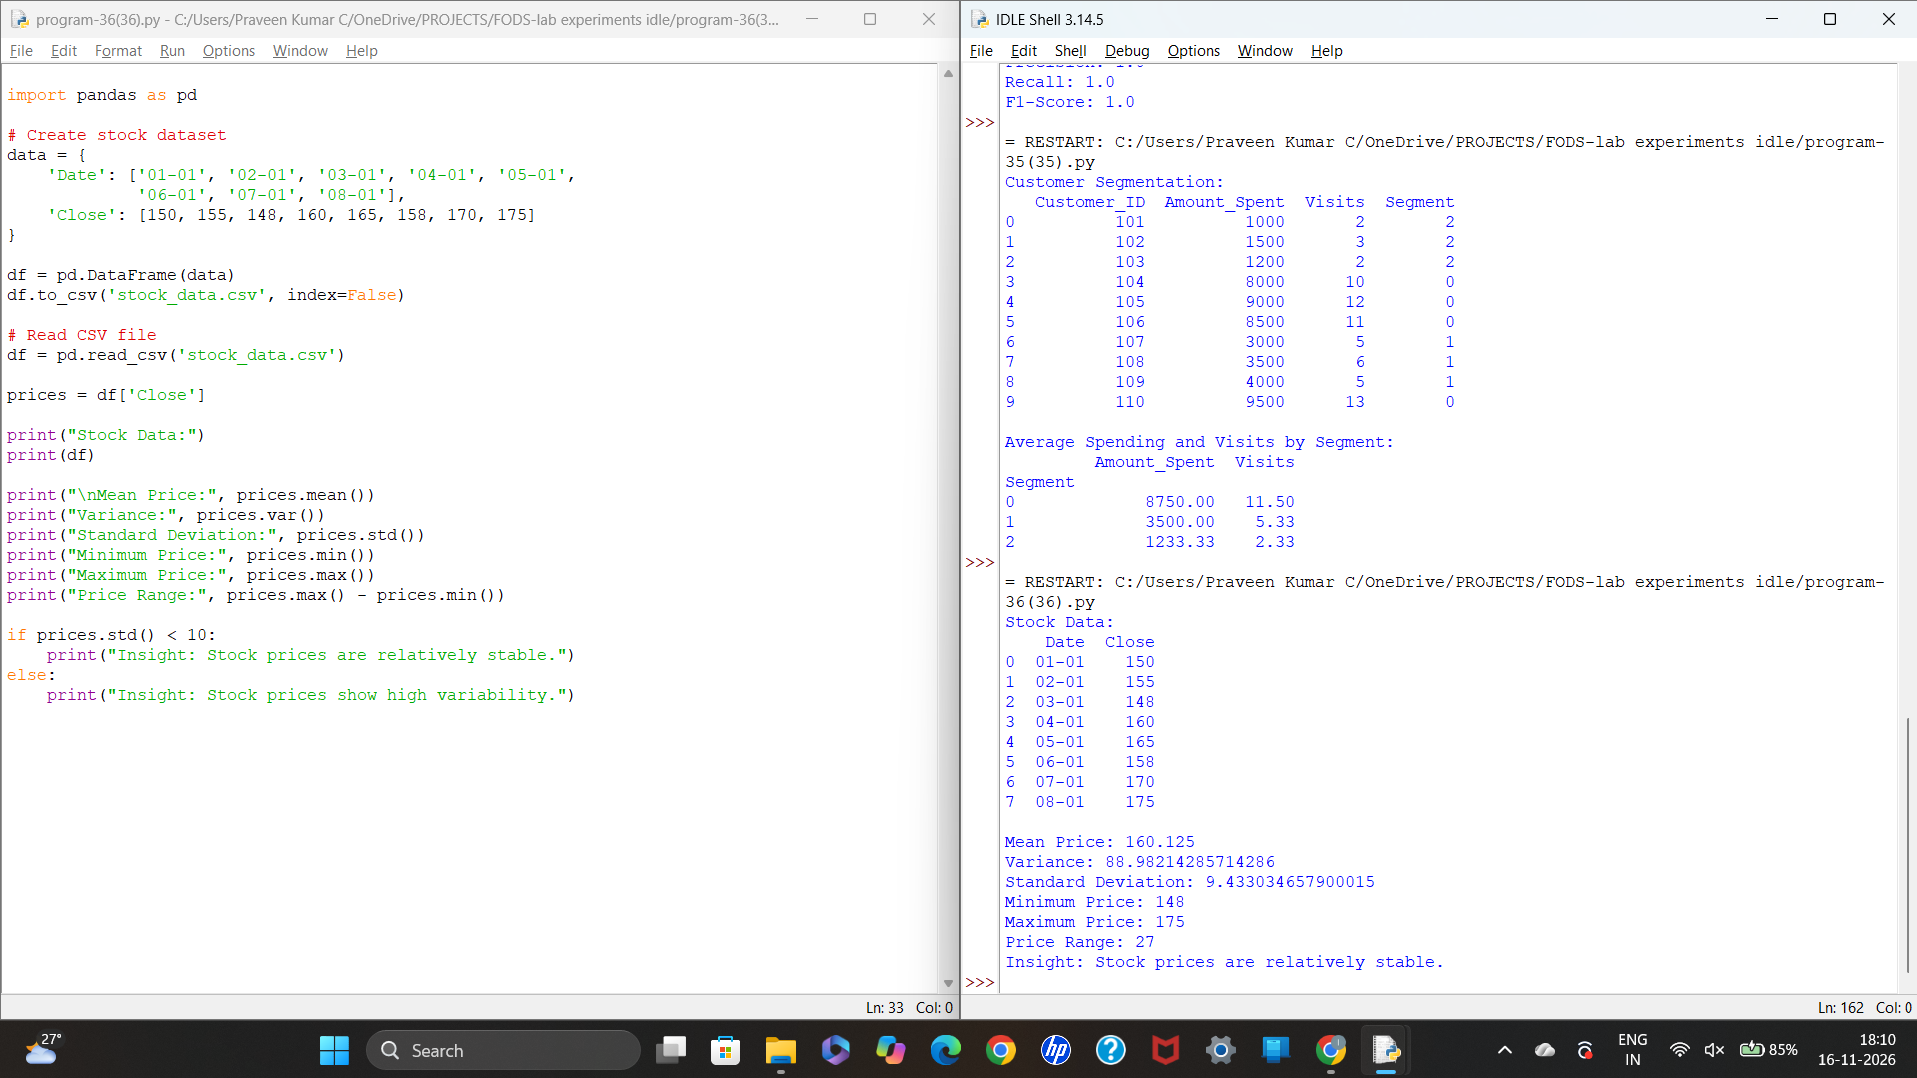 program-36(36).py - C:/Users/Praveen Kumar C/OneDrive/PROJECTS/FODS-lab experiments idle/program-36(3...
File Edit Format Run Options Window Help
import pandas as pd
# Create stock dataset
data = {
    'Date': ['01-01', '02-01', '03-01', '04-01', '05-01',
             '06-01', '07-01', '08-01'],
    'Close': [150, 155, 148, 160, 165, 158, 170, 175]
}
df = pd.DataFrame(data)
df.to_csv('stock_data.csv', index=False)
# Read CSV file
df = pd.read_csv('stock_data.csv')
prices = df['Close']
print("Stock Data:")
print(df)
print("\nMean Price:", prices.mean())
print("Variance:", prices.var())
print("Standard Deviation:", prices.std())
print("Minimum Price:", prices.min())
print("Maximum Price:", prices.max())
print("Price Range:", prices.max() - prices.min())
if prices.std() < 10:
    print("Insight: Stock prices are relatively stable.")
else:
    print("Insight: Stock prices show high variability.")
Ln: 33 Col: 0
IDLE Shell 3.14.5
File Edit Shell Debug Options Window Help
Precision: 1.0
Recall: 1.0
F1-Score: 1.0
>>>
= RESTART: C:/Users/Praveen Kumar C/OneDrive/PROJECTS/FODS-lab experiments idle/program-
35(35).py
Customer Segmentation:
   Customer_ID  Amount_Spent  Visits  Segment
0          101          1000       2        2
1          102          1500       3        2
2          103          1200       2        2
3          104          8000      10        0
4          105          9000      12        0
5          106          8500      11        0
6          107          3000       5        1
7          108          3500       6        1
8          109          4000       5        1
9          110          9500      13        0
Average Spending and Visits by Segment:
         Amount_Spent  Visits
Segment
0             8750.00   11.50
1             3500.00    5.33
2             1233.33    2.33
>>>
= RESTART: C:/Users/Praveen Kumar C/OneDrive/PROJECTS/FODS-lab experiments idle/program-
36(36).py
Stock Data:
    Date  Close
0  01-01    150
1  02-01    155
2  03-01    148
3  04-01    160
4  05-01    165
5  06-01    158
6  07-01    170
7  08-01    175
Mean Price: 160.125
Variance: 88.98214285714286
Standard Deviation: 9.433034657900015
Minimum Price: 148
Maximum Price: 175
Price Range: 27
Insight: Stock prices are relatively stable.
>>>
Ln: 162 Col: 0
27°
Search
hp
ENG
IN
85%
18:10
16-11-2026